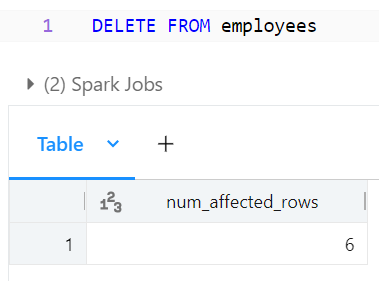 1 DELETE FROM employees
(2) Spark Jobs
Table +
123 num_affected_rows
1 6